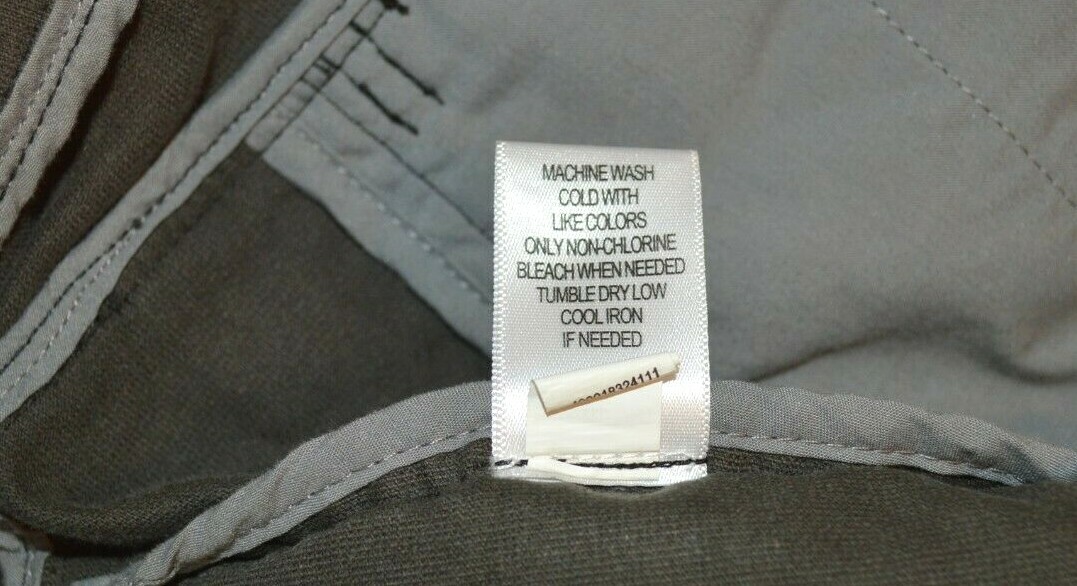 MACHINE WASH
COLD WITH
LIKE COLORS
ONLY NON-CHLORINE
BLEACH WHEN NEEDED
TUMBLE DRY LOW
COOL IRON
IF NEEDED